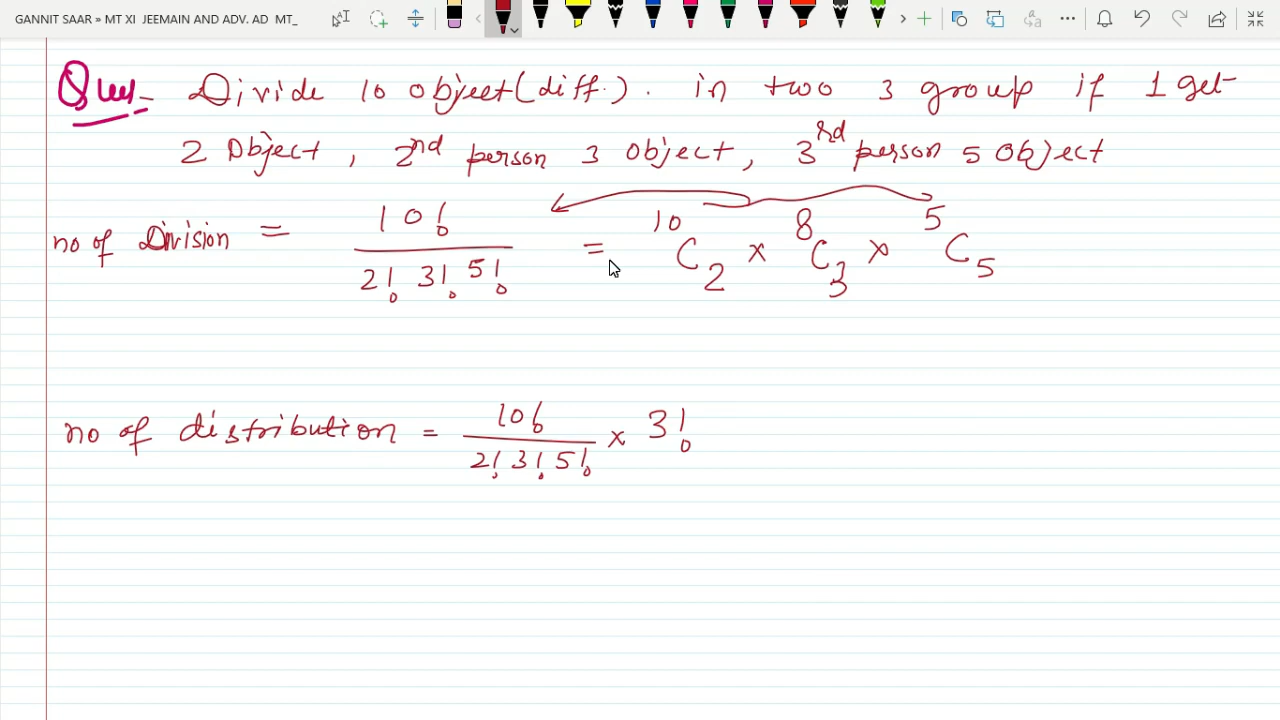 GANNIT SAAR » MT XI JEEMAIN AND ADV. AD MT_
Ques- Divide 10 object (diff.). in two 3 group if 1 get
2 Object, 2nd person 3 object, 3rd person 5 object
no of Division = 10! / 2! 3! 5! = 10C2 × 8C3 × 5C5
no of distribution = 10! / 2! 3! 5! × 3!